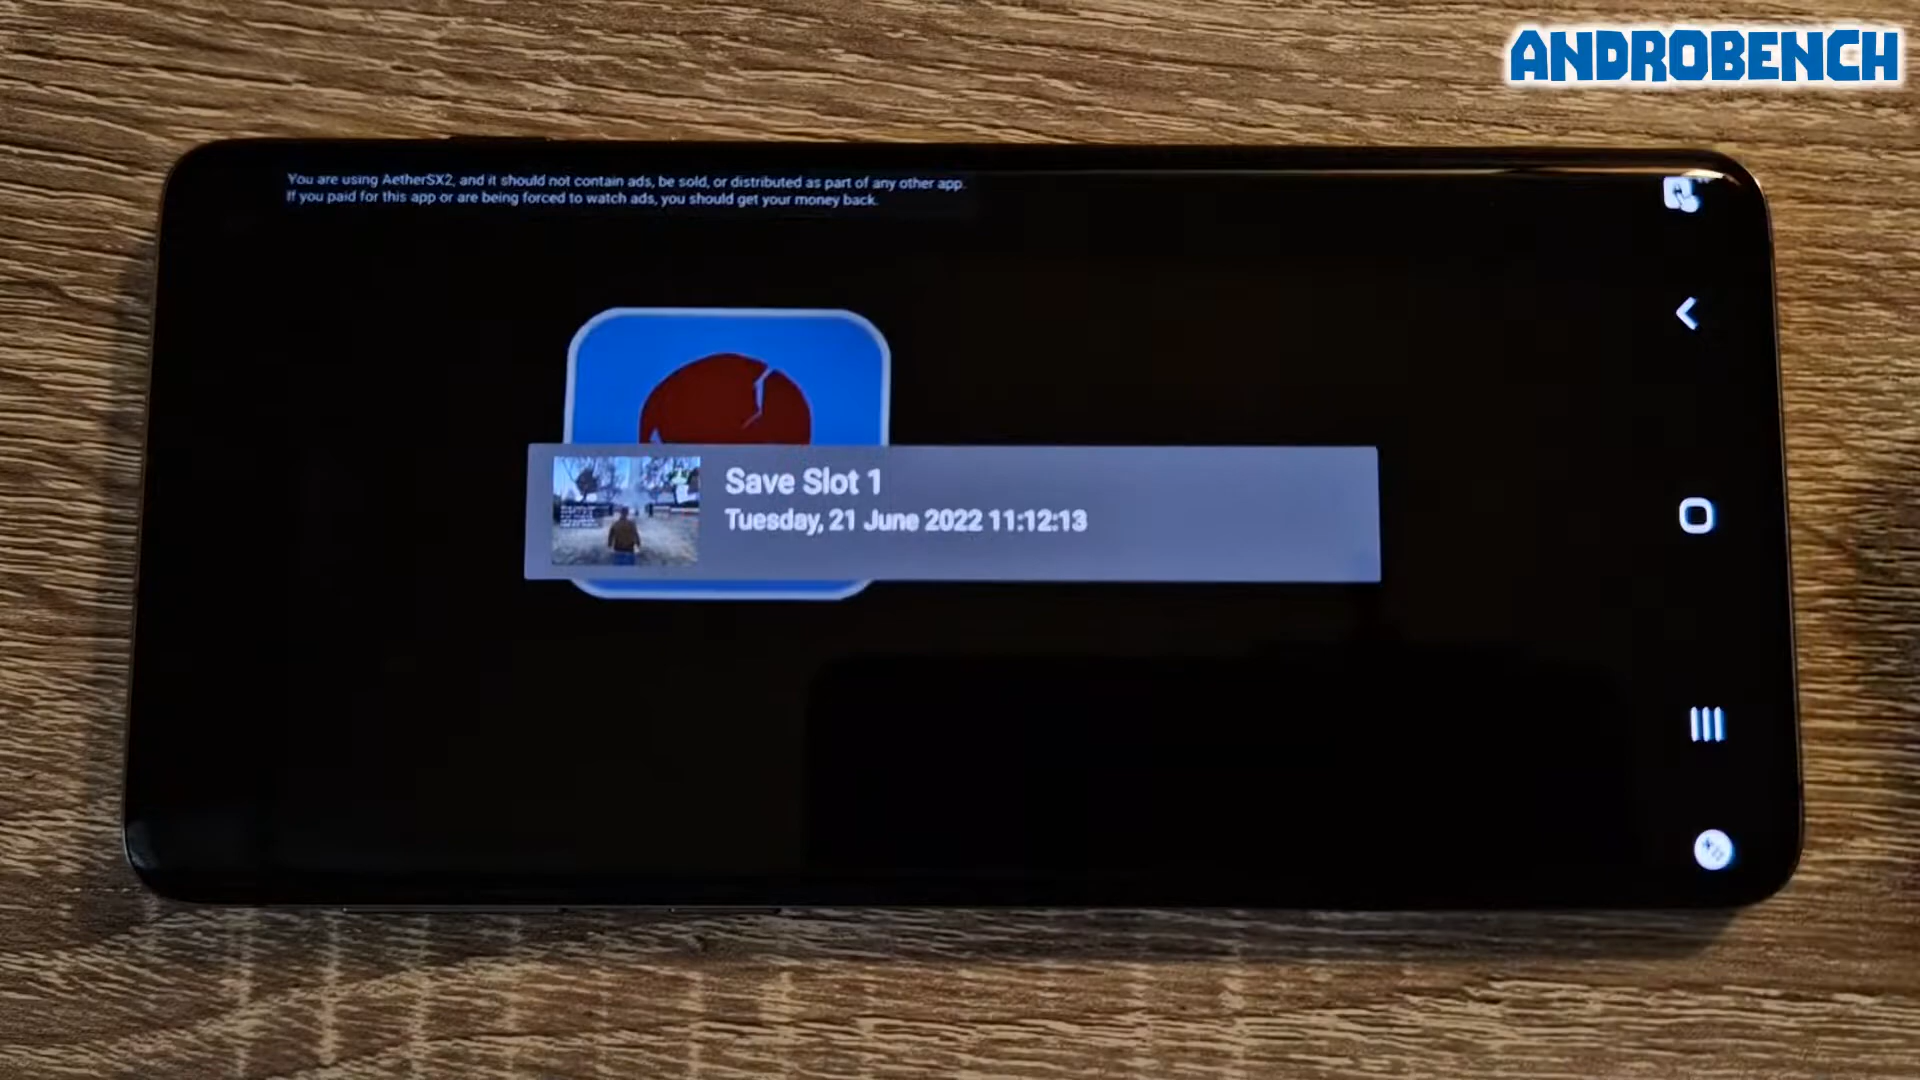 ANDROBENCH
You are using AetherSX2, and it should not contain ads, be sold, or distributed as part of any other app.
If you paid for this app or are being forced to watch ads, you should get your money back.
Save Slot 1
Tuesday, 21 June 2022 11:12:13